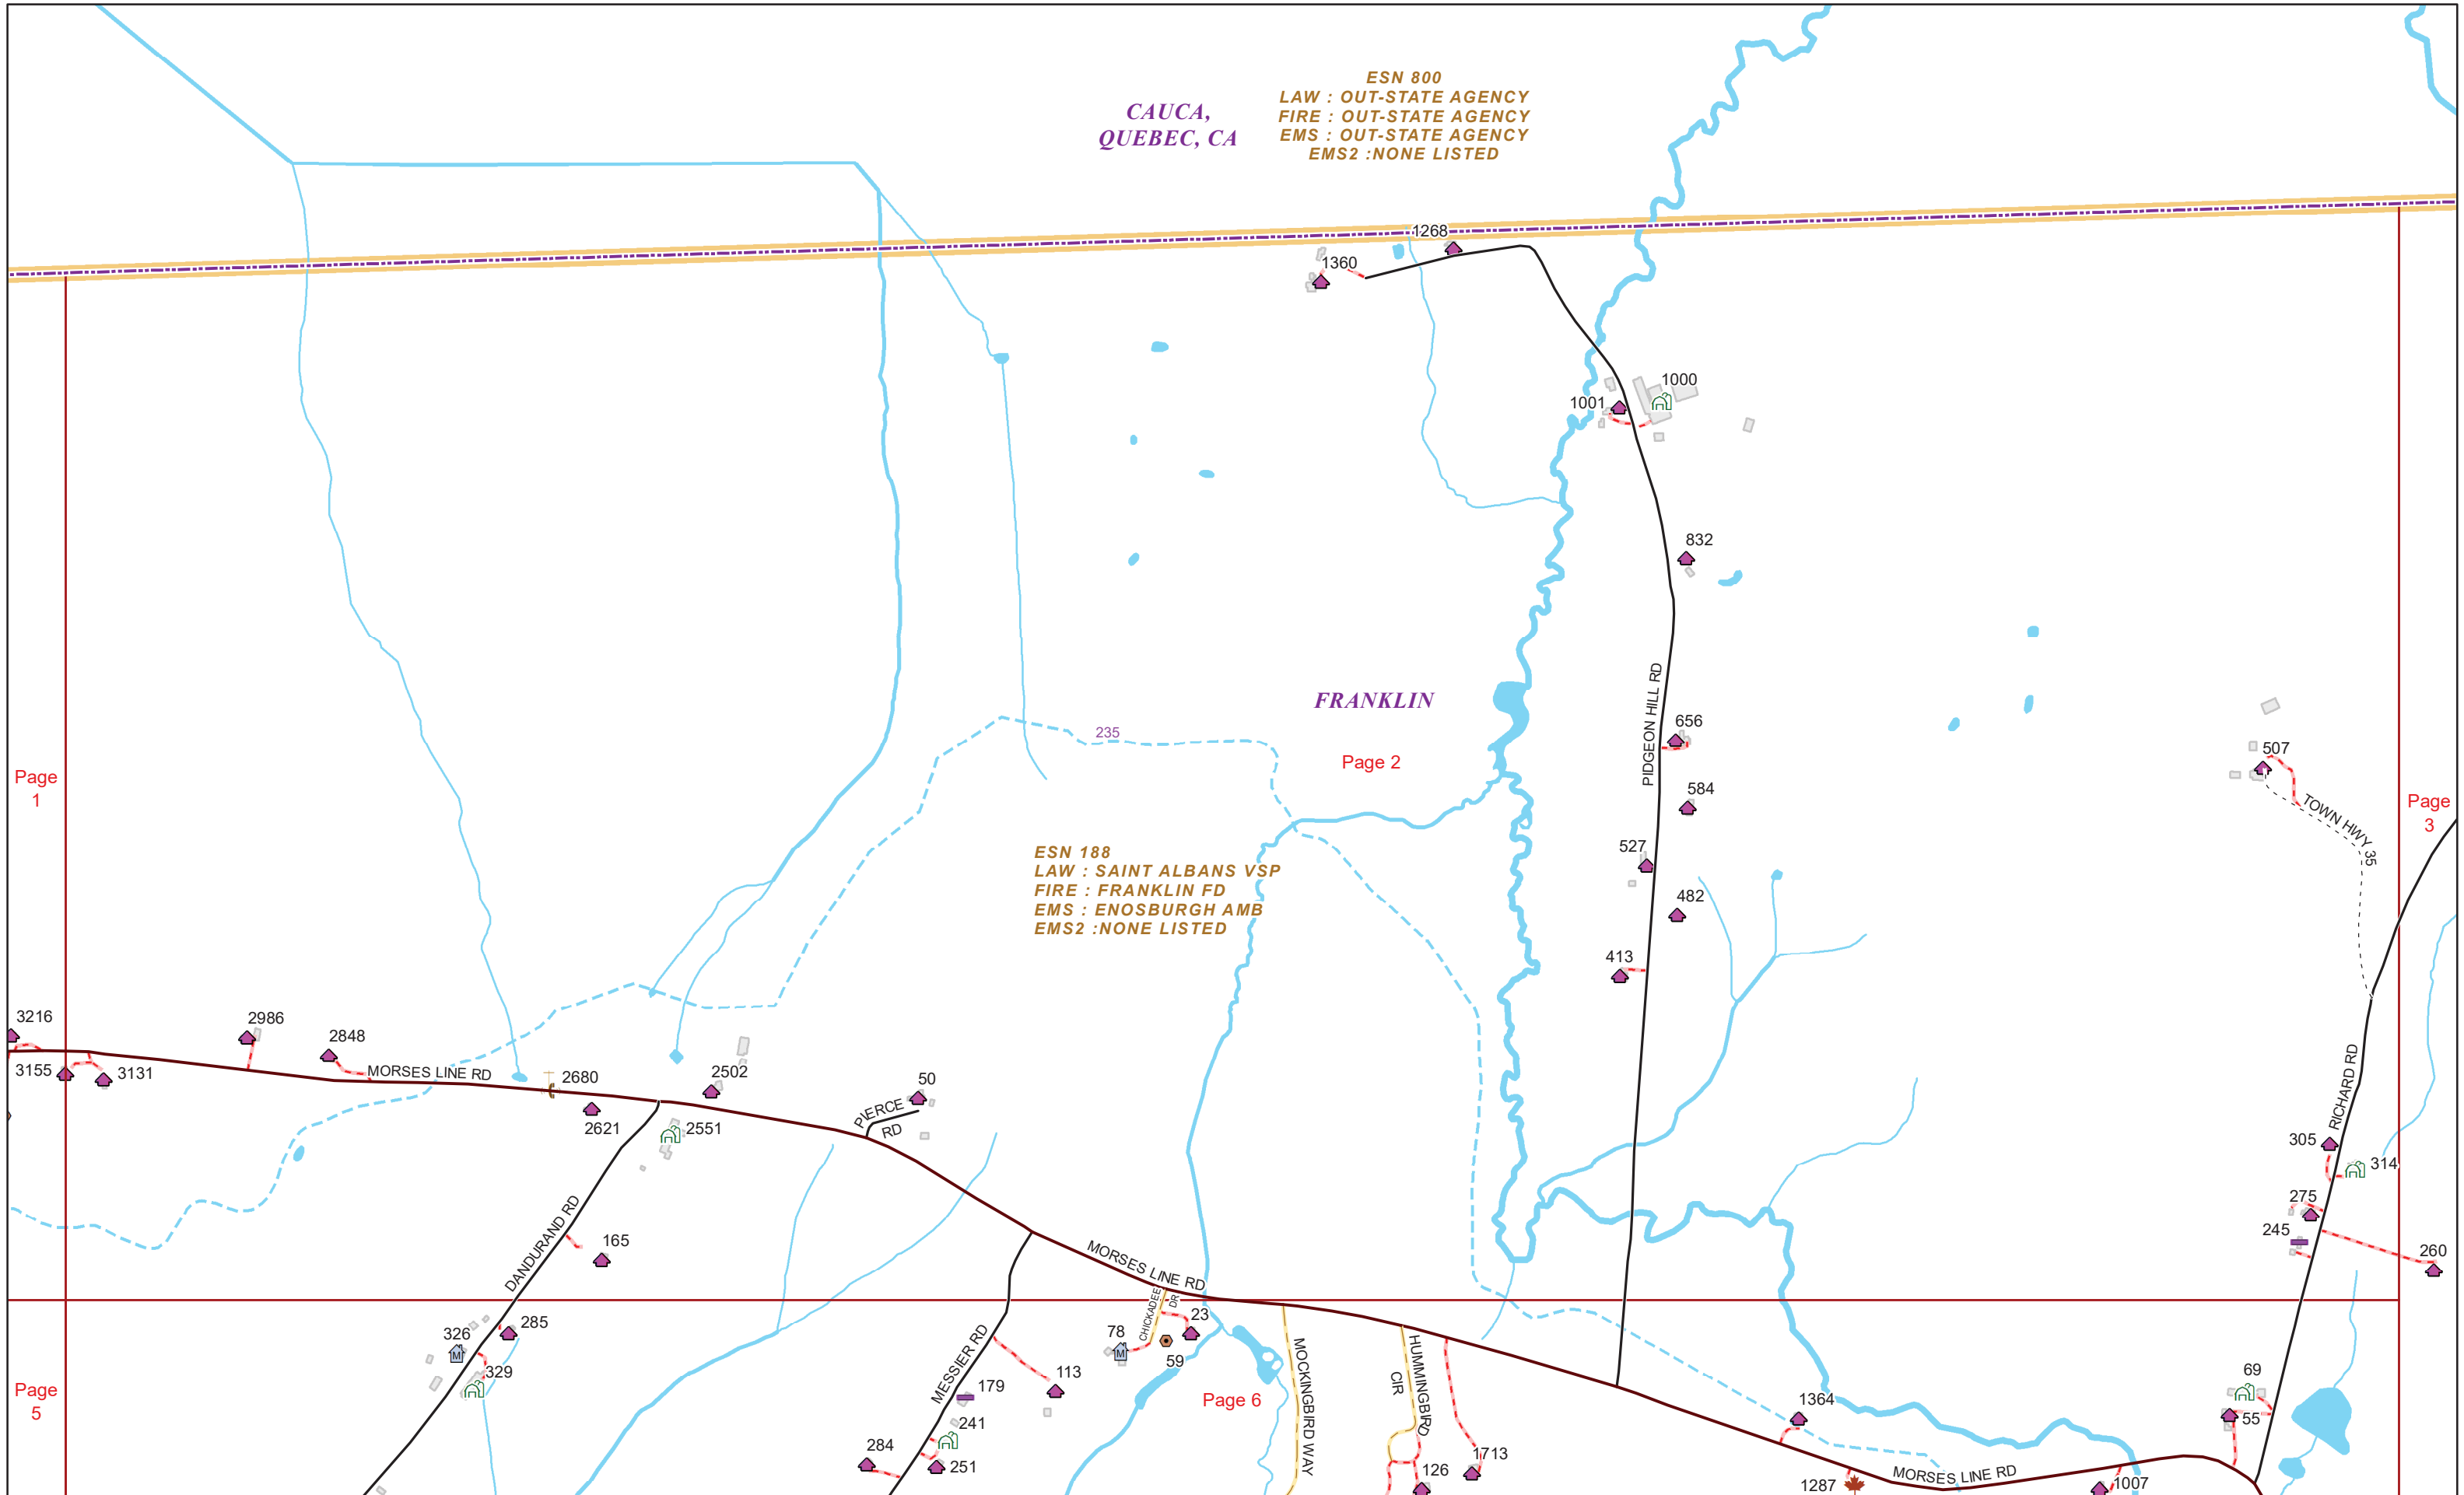 ESN 800
LAW : OUT-STATE AGENCY
FIRE : OUT-STATE AGENCY
EMS : OUT-STATE AGENCY
EMS2 :NONE LISTED
CAUCA,
QUEBEC, CA
1268
1360
1000
1001
832
FRANKLIN
235
Page 2
PIDGEON HILL RD
656
584
527
482
413
507
TOWN HWY 35
Page
1
Page
3
ESN 188
LAW : SAINT ALBANS VSP
FIRE : FRANKLIN FD
EMS : ENOSBURGH AMB
EMS2 :NONE LISTED
3216
2986
2848
3155
3131
MORSES LINE RD
2680
2502
50
PIERCE
RD
2621
2551
RICHARD RD
305
314
275
245
260
DANDURAND RD
165
MORSES LINE RD
CHICKADEE
DR
23
285
326
329
78
59
MESSIER RD
113
179
241
284
251
Page
5
Page 6
MOCKINGBIRD WAY
HUMMINGBIRD
CIR
126
1713
1364
1287
MORSES LINE RD
1007
69
55